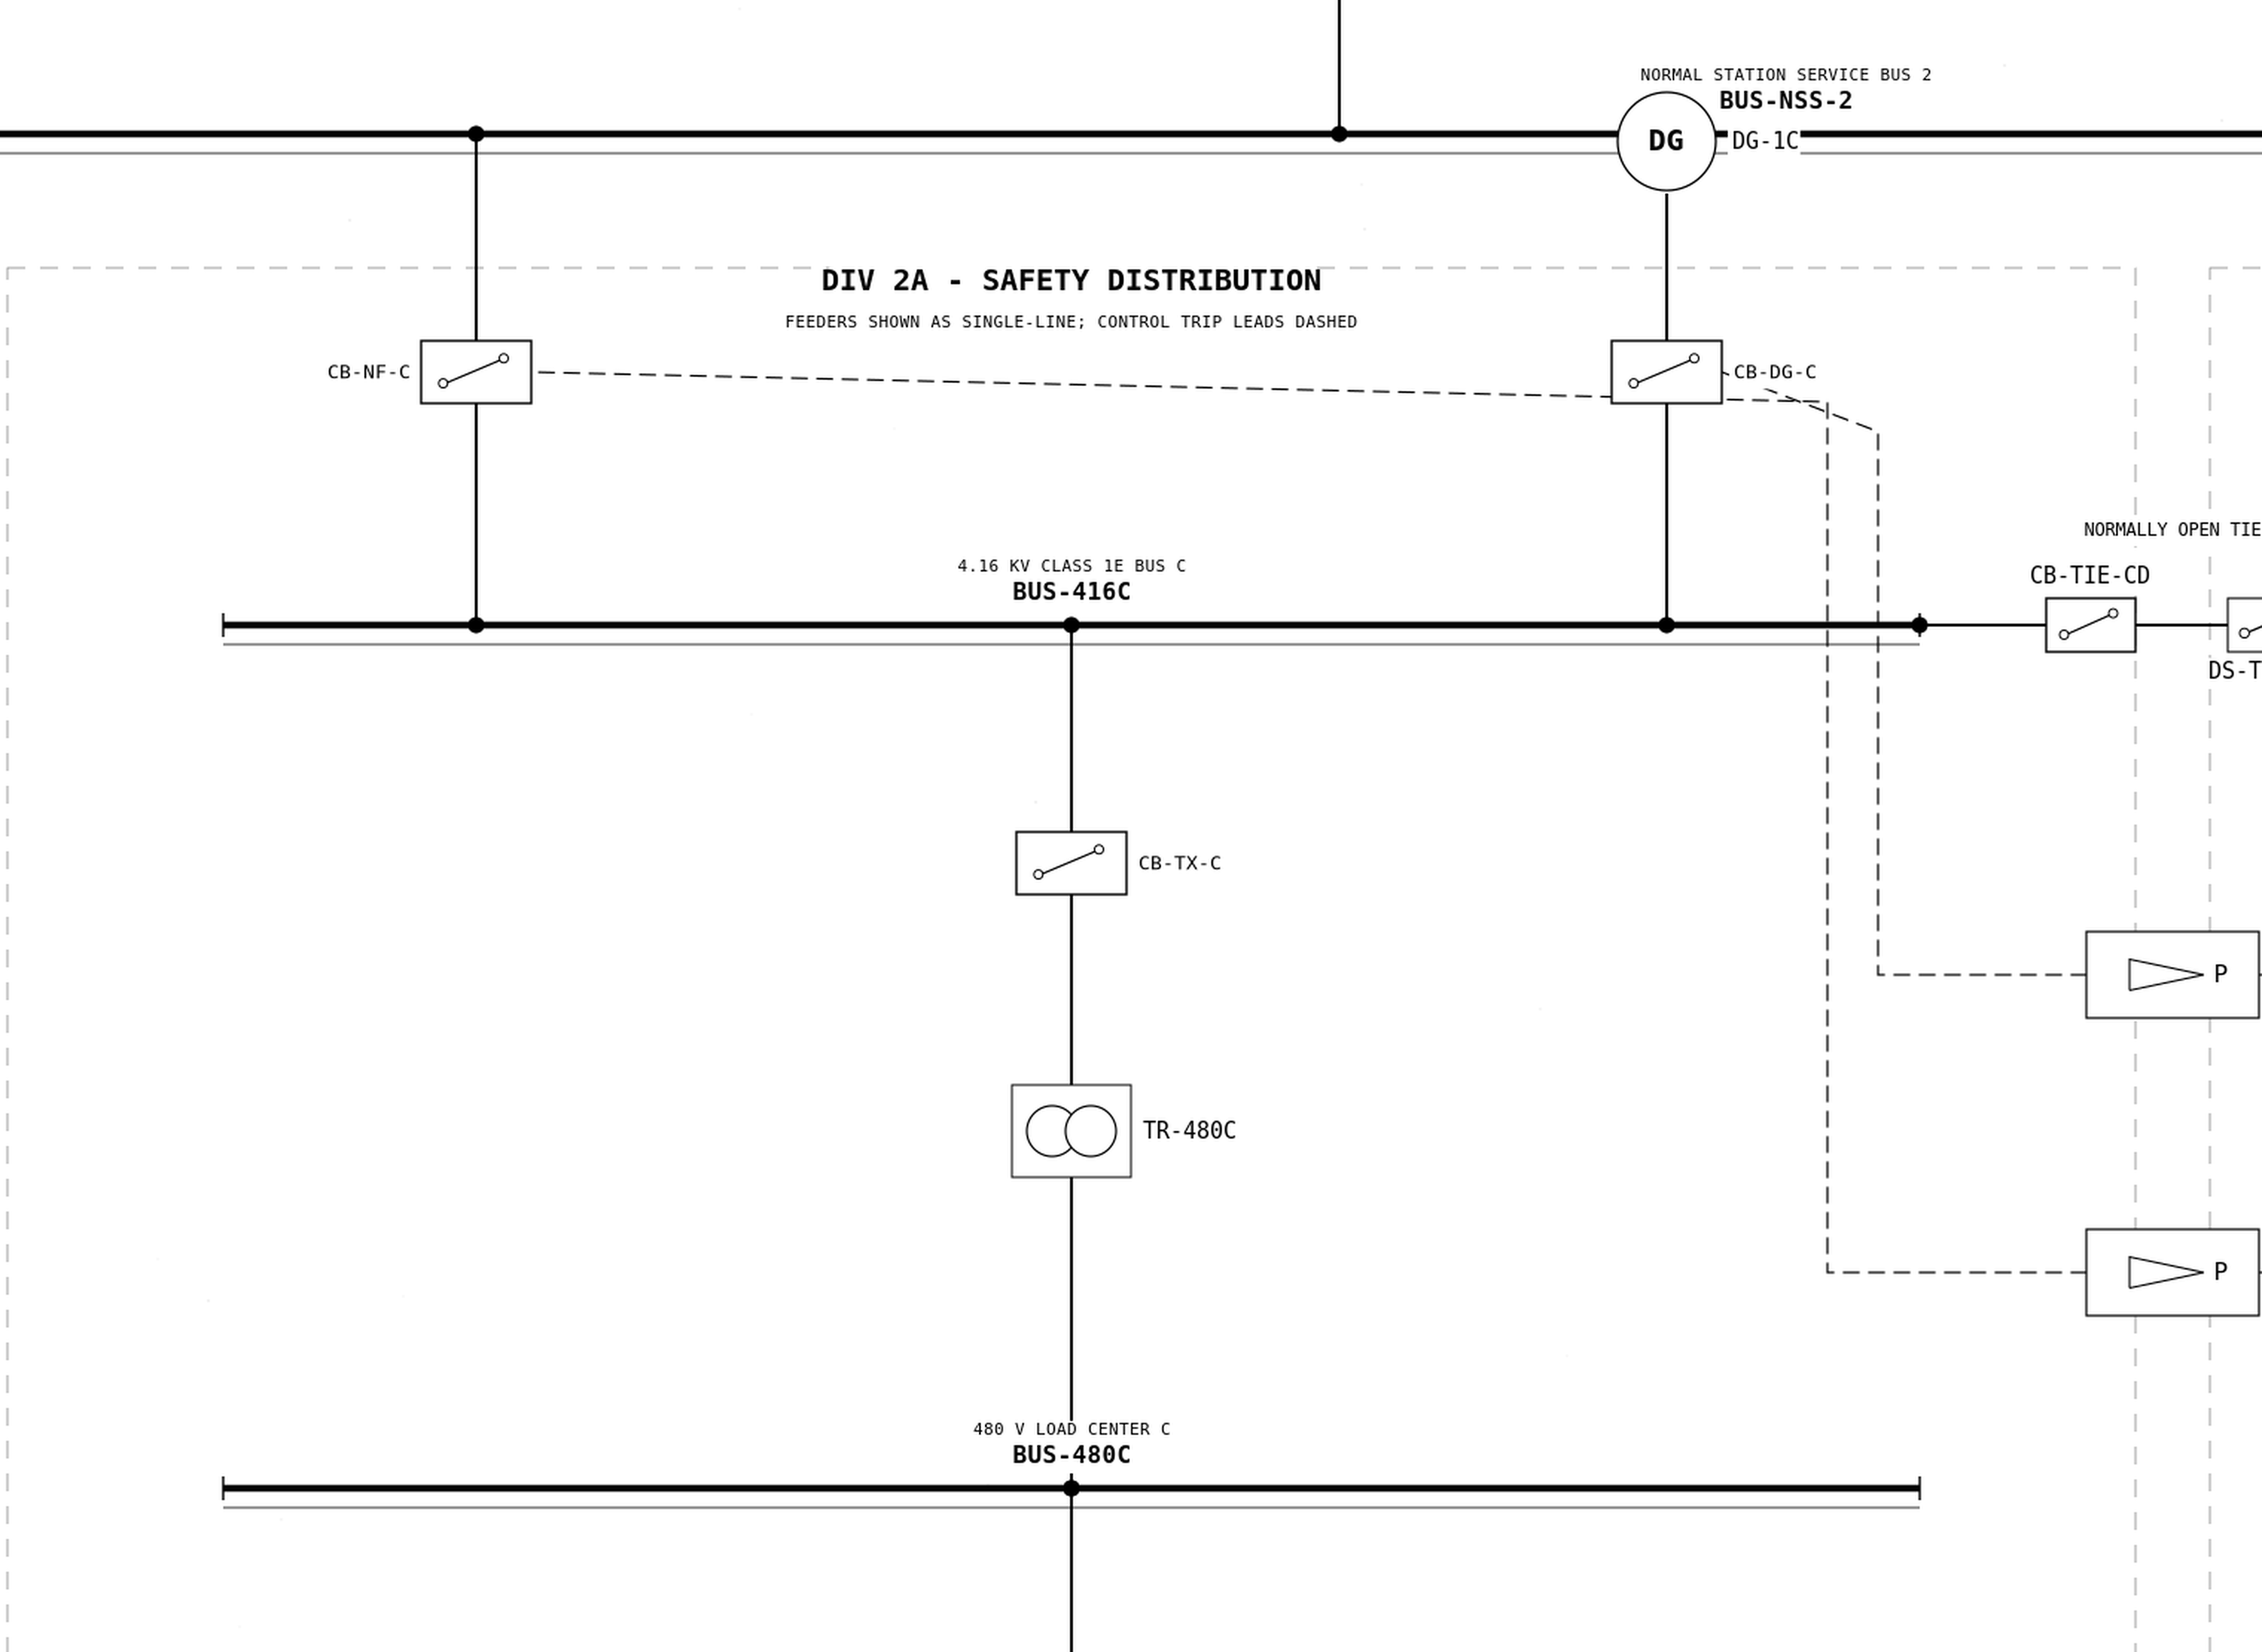 NORMAL STATION SERVICE BUS 2
BUS-NSS-2
DG
DG-1C
DIV 2A - SAFETY DISTRIBUTION
FEEDERS SHOWN AS SINGLE-LINE; CONTROL TRIP LEADS DASHED
CB-NF-C
CB-DG-C
NORMALLY OPEN TIE
4.16 KV CLASS 1E BUS C
BUS-416C
CB-TIE-CD
DS-T
CB-TX-C
P
TR-480C
P
480 V LOAD CENTER C
BUS-480C